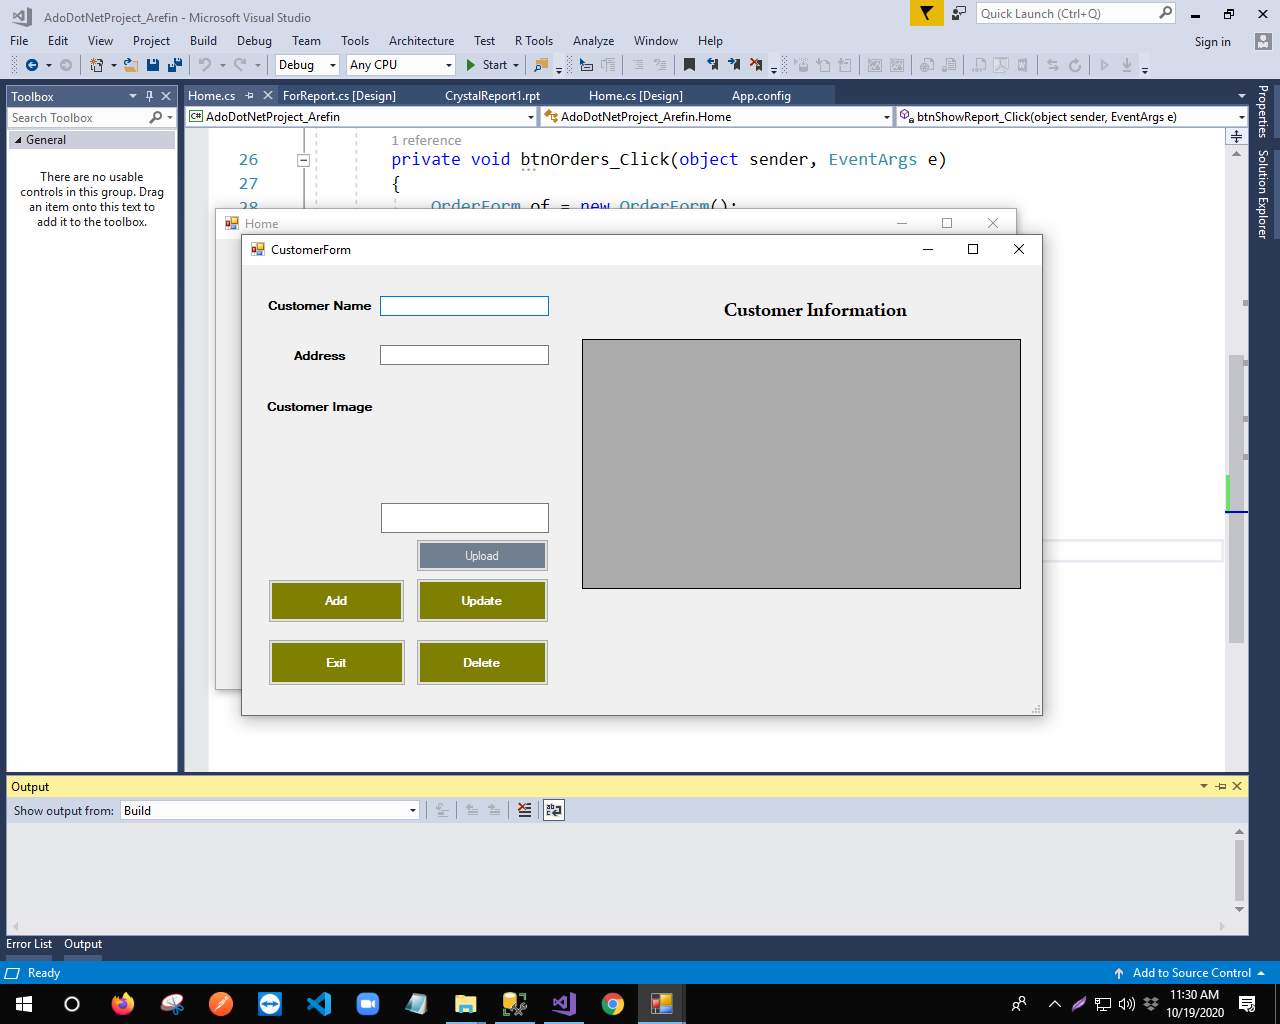 AdoDotNetProject_Arefin - Microsoft Visual Studio
Quick Launch (Ctrl+Q)
File Edit View Project Build Debug Team Tools Architecture Test R Tools Analyze Window Help
Sign in
Debug Any CPU Start
Toolbox
Home.cs ForReport.cs [Design] CrystalReport1.rpt Home.cs [Design] App.config
Search Toolbox
AdoDotNetProject_Arefin AdoDotNetProject_Arefin.Home btnShowReport_Click(object sender, EventArgs e)
General
There are no usable
controls in this group. Drag
an item onto this text to
add it to the toolbox.
Properties
Solution Explorer
1 reference
26 private void btnOrders_Click(object sender, EventArgs e)
27 {
28 OrderForm of = new OrderForm();
Home
CustomerForm
Customer Name
Customer Information
Address
Customer Image
Upload
Add Update
Exit Delete
Output
Show output from: Build
Error List Output
Ready
Add to Source Control
11:30 AM
10/19/2020